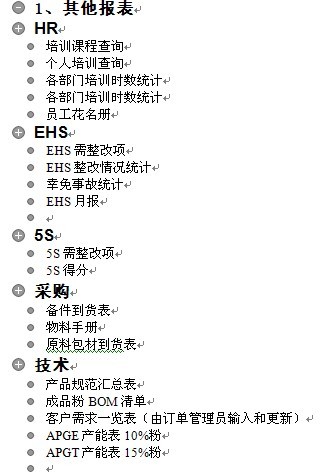 1、其他报表
HR
培训课程查询
个人培训查询
各部门培训时数统计
各部门培训时数统计
员工花名册
EHS
EHS 需整改项
EHS 整改情况统计
幸免事故统计
EHS 月报
5S
5S 需整改项
5S 得分
采购
备件到货表
物料手册
原料包材到货表
技术
产品规范汇总表
成品粉 BOM 清单
客户需求一览表（由订单管理员输入和更新）
APGE 产能表 10%粉
APGT 产能表 15%粉